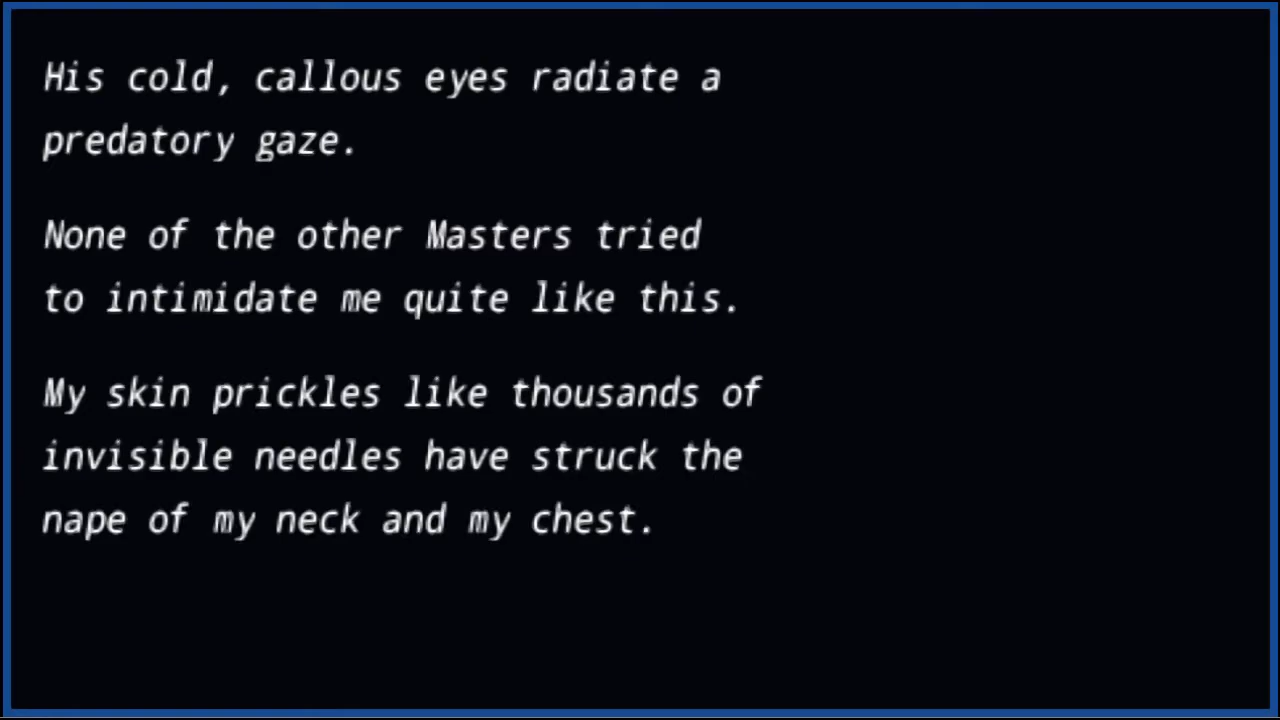 His cold, callous eyes radiate a
predatory gaze.
None of the other Masters tried
to intimidate me quite like this.
My skin prickles like thousands of
invisible needles have struck the
nape of my neck and my chest.